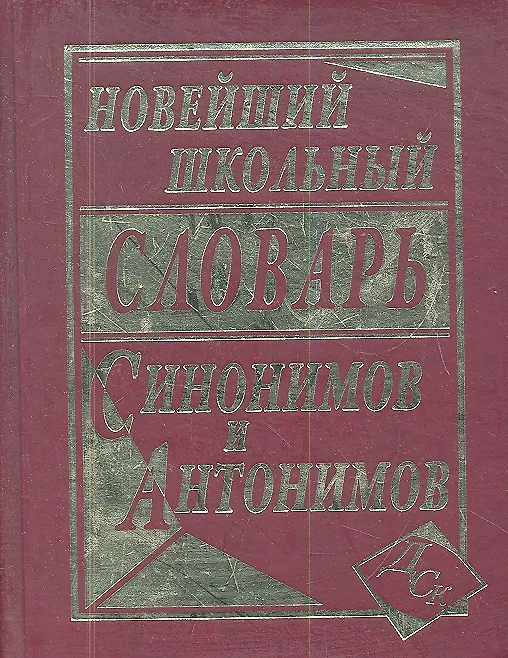 НОВЕЙШИЙ
ШКОЛЬНЫЙ
СЛОВАРЬ
СИНОНИМОВ
И
АНТОНИМОВ
ДСК